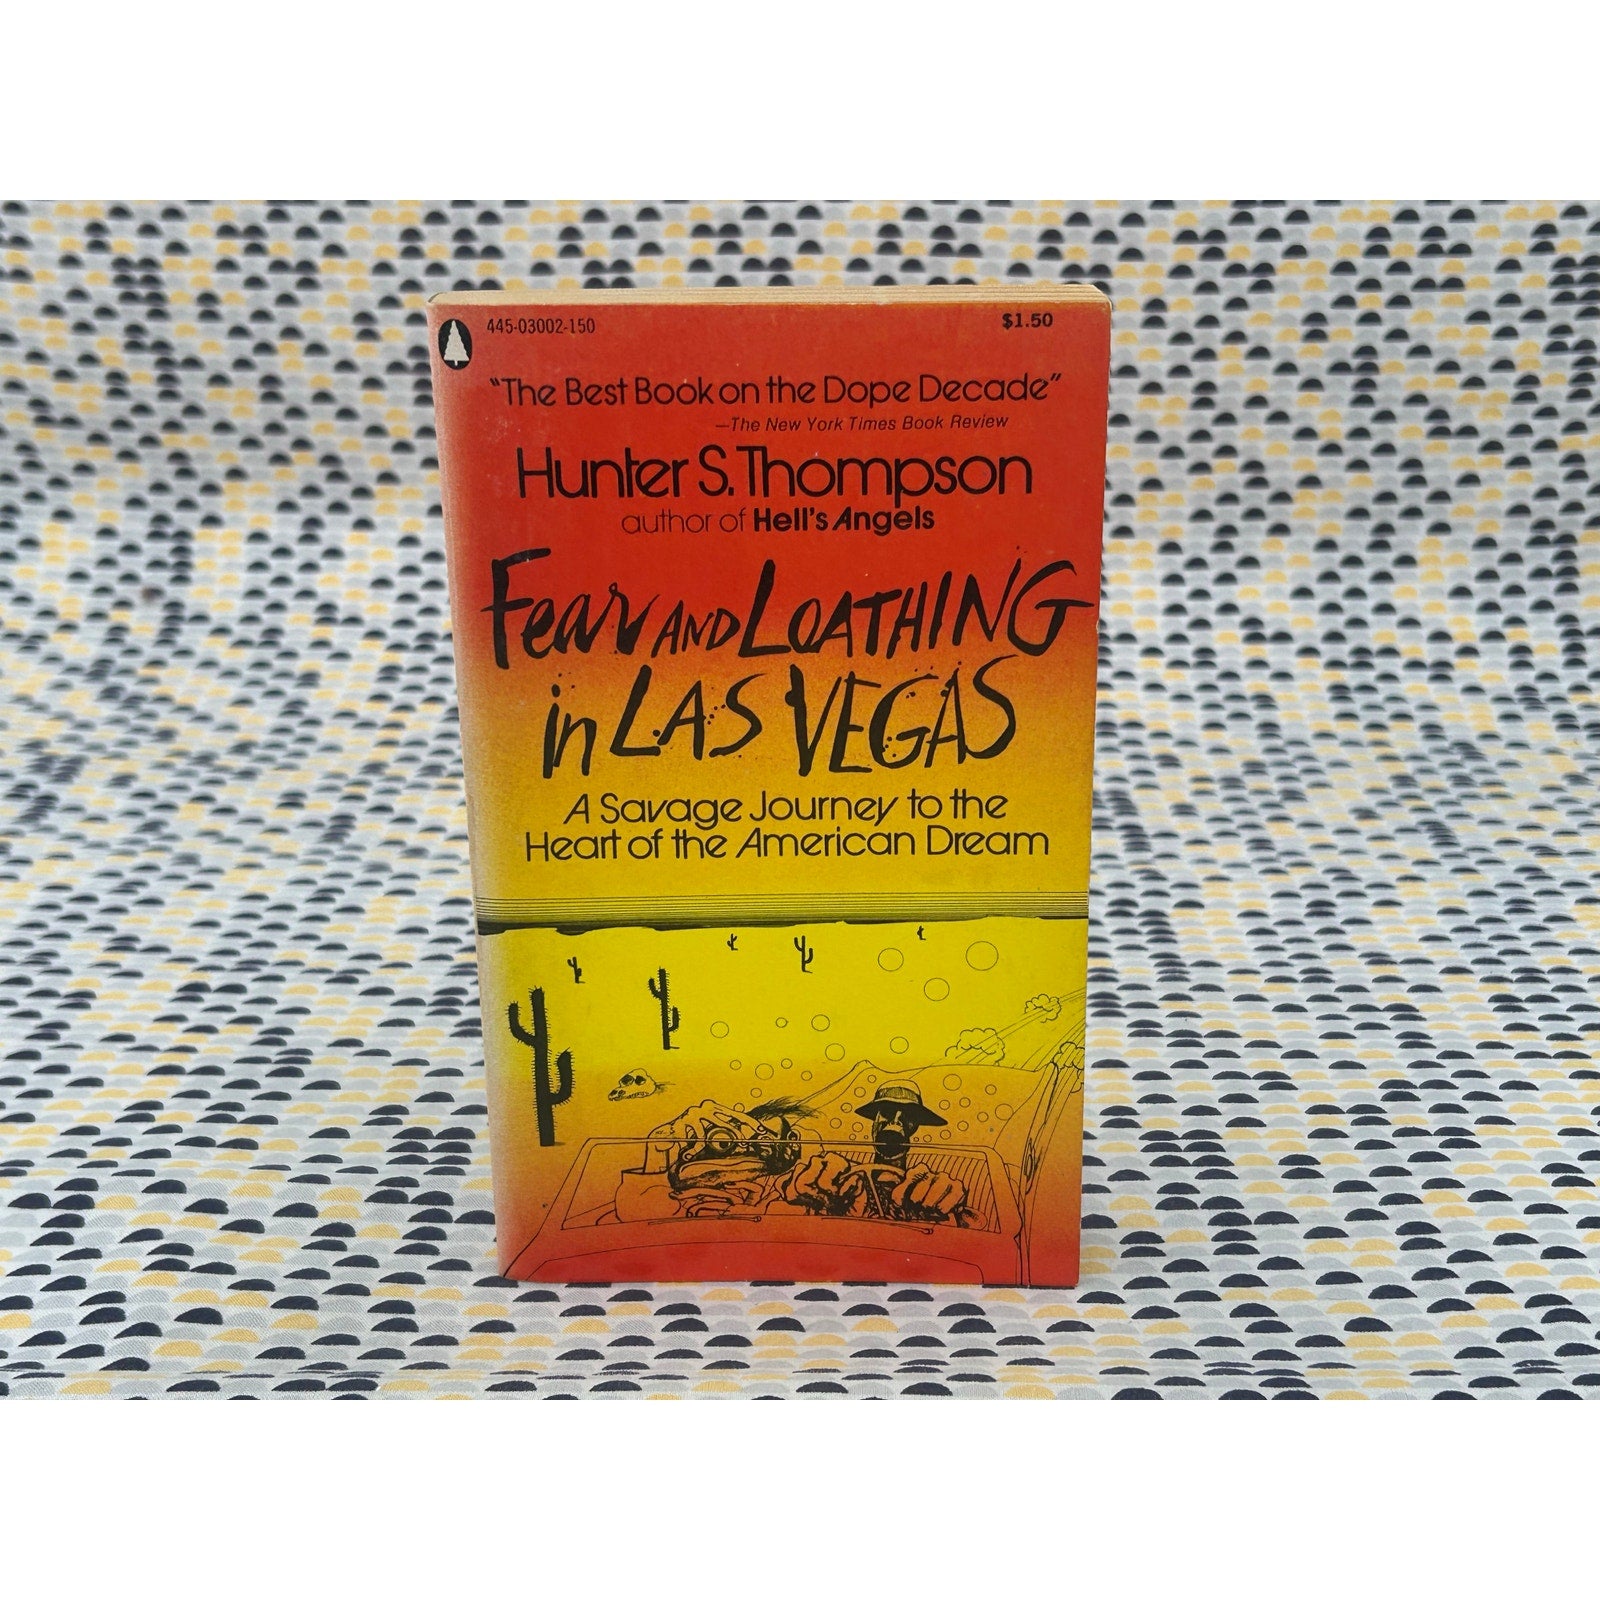 445-03002-150
$1.50
"The Best Book on the Dope Decade"
—The New York Times Book Review
Hunter S. Thompson
author of Hell's Angels
Fear AND LOATHING
in LAS VEGAS
A Savage Journey to the
Heart of the American Dream